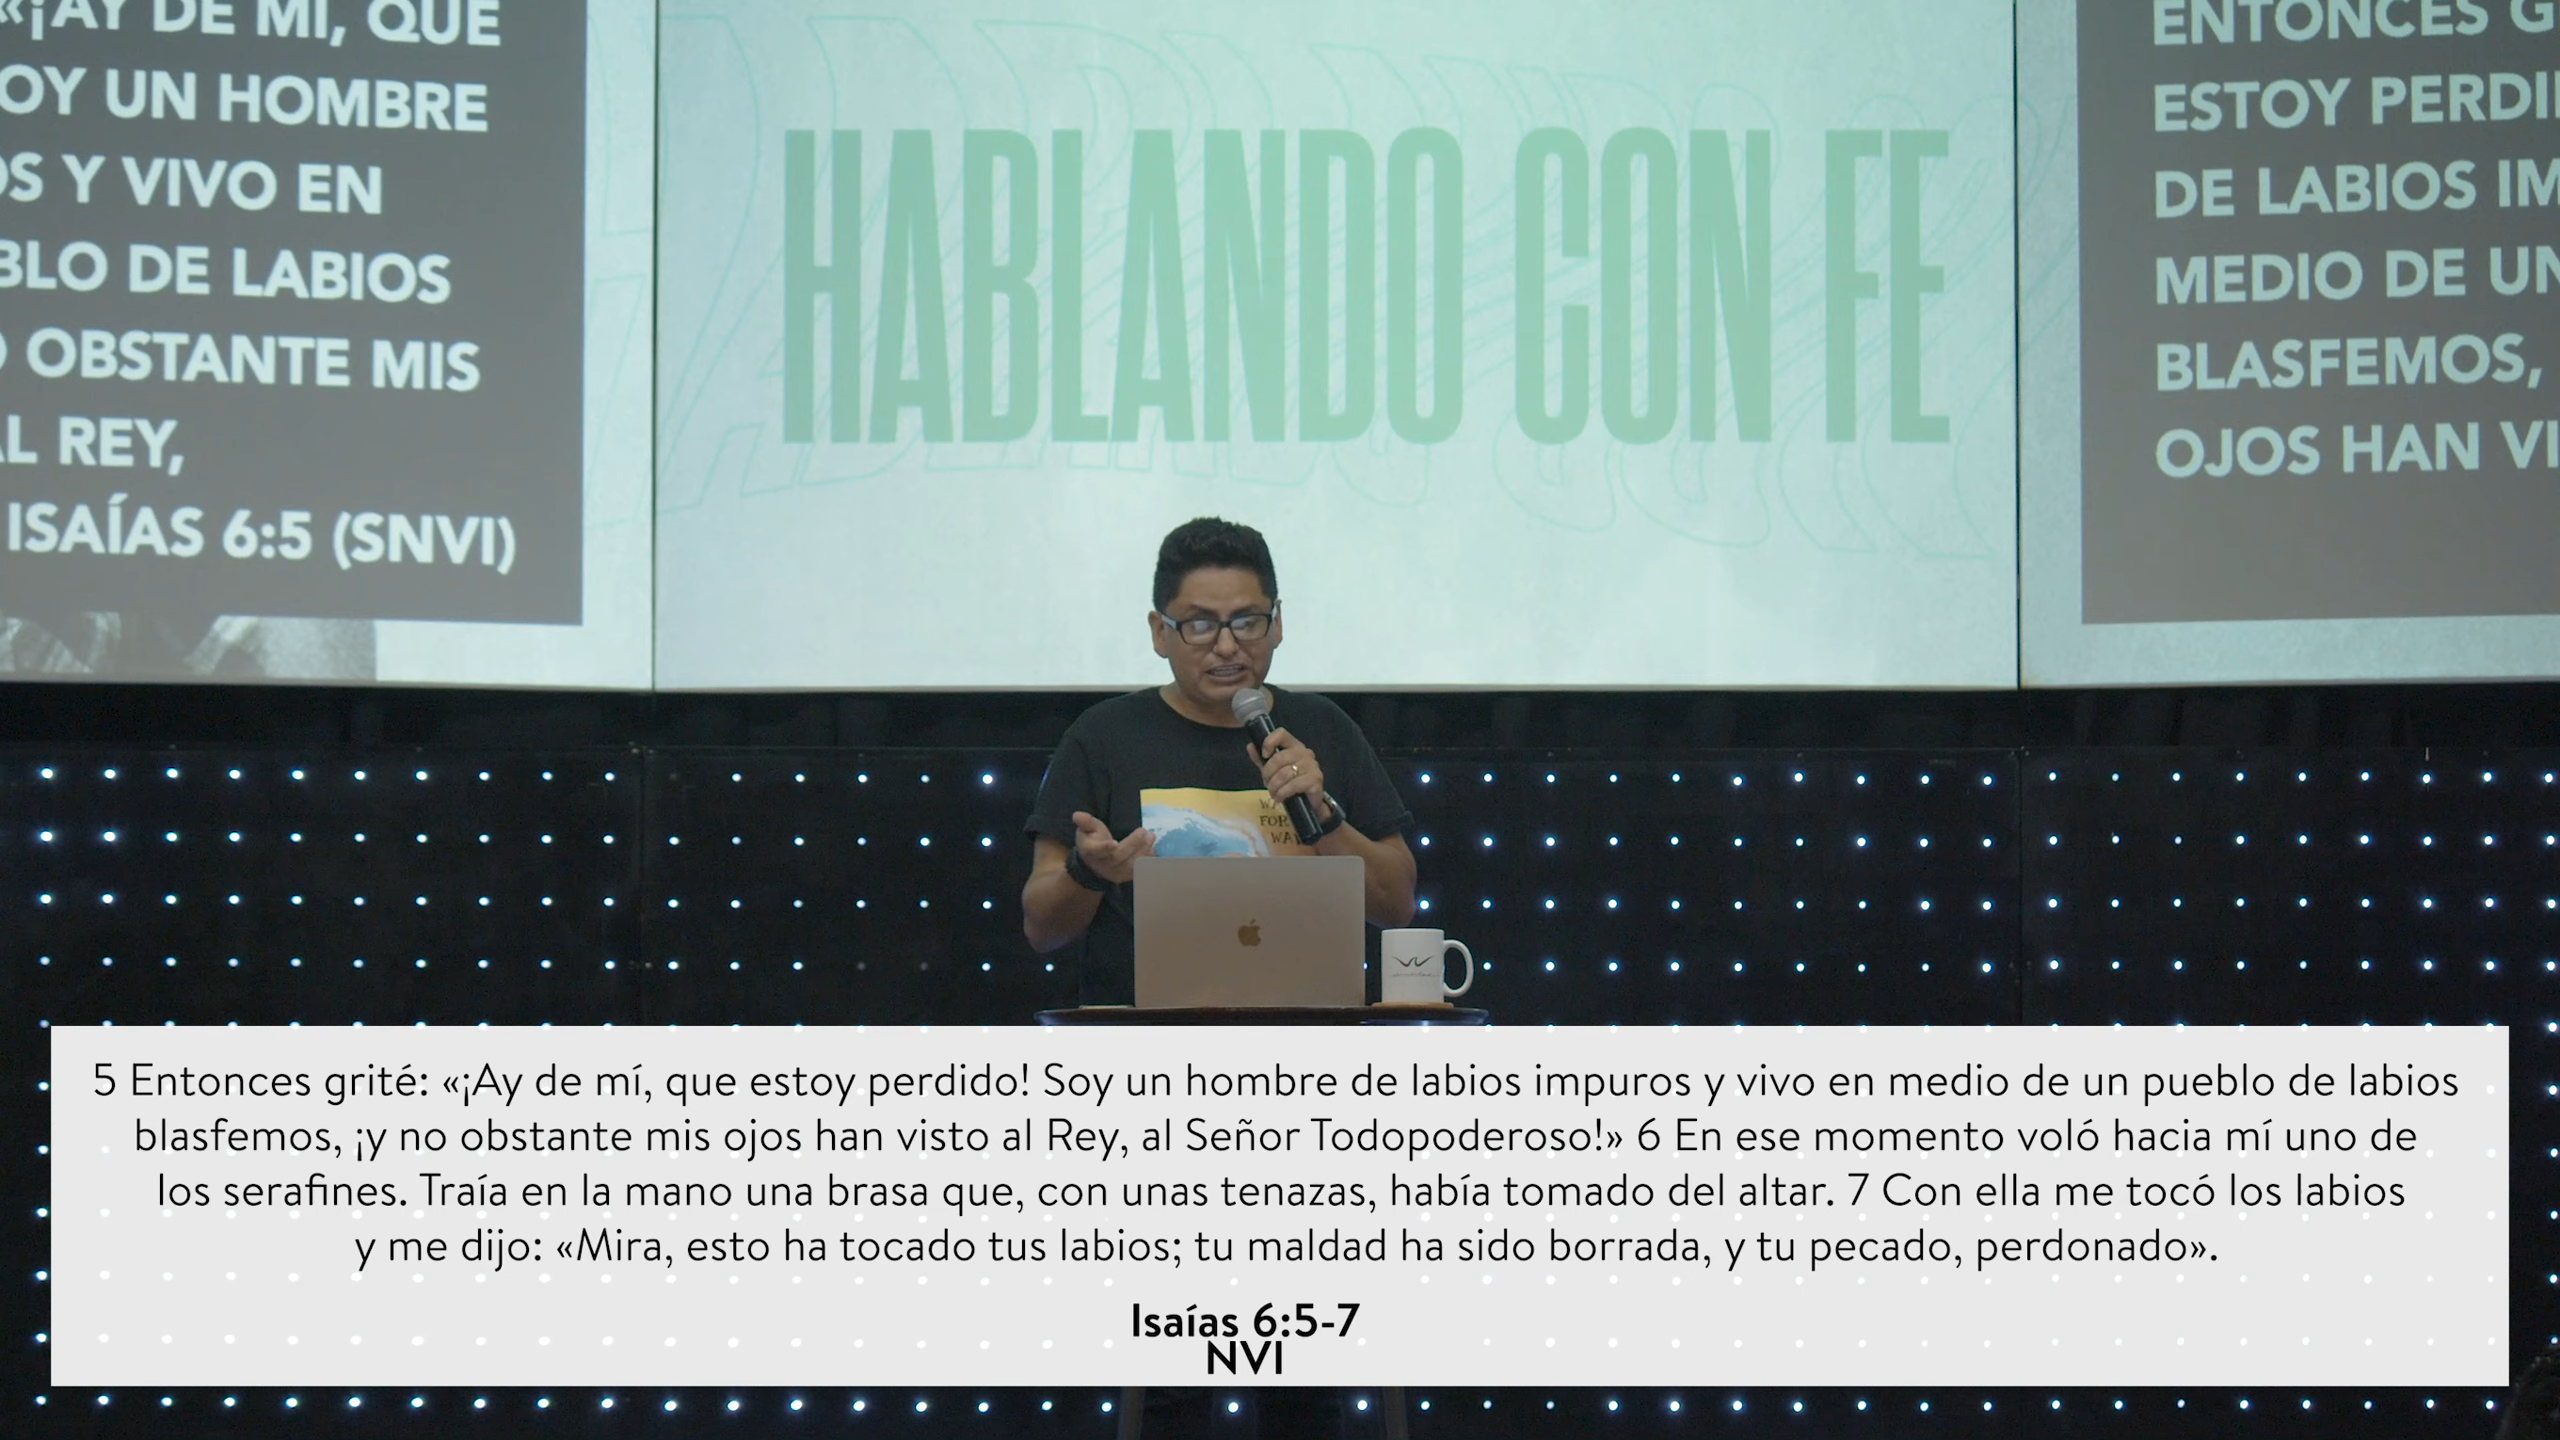 «¡AY DE MÍ, QUE
OY UN HOMBRE
OS Y VIVO EN
BLO DE LABIOS
O OBSTANTE MIS
AL REY,
ISAÍAS 6:5 (SNVI)
HABLANDO CON FE
ENTONCES G
ESTOY PERDI
DE LABIOS IM
MEDIO DE UN
BLASFEMOS,
OJOS HAN VI
FOR
5 Entonces grité: «¡Ay de mí, que estoy perdido! Soy un hombre de labios impuros y vivo en medio de un pueblo de labios
blasfemos, ¡y no obstante mis ojos han visto al Rey, al Señor Todopoderoso!» 6 En ese momento voló hacia mí uno de
los serafines. Traía en la mano una brasa que, con unas tenazas, había tomado del altar. 7 Con ella me tocó los labios
y me dijo: «Mira, esto ha tocado tus labios; tu maldad ha sido borrada, y tu pecado, perdonado».
Isaías 6:5-7
NVI